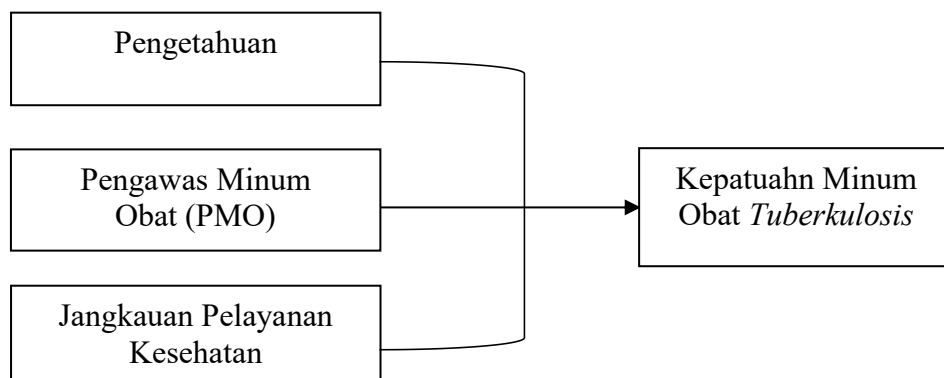 Pengetahuan
Pengawas Minum
Obat (PMO)
Jangkauan Pelayanan
Kesehatan
Kepatuahn Minum
Obat Tuberkulosis